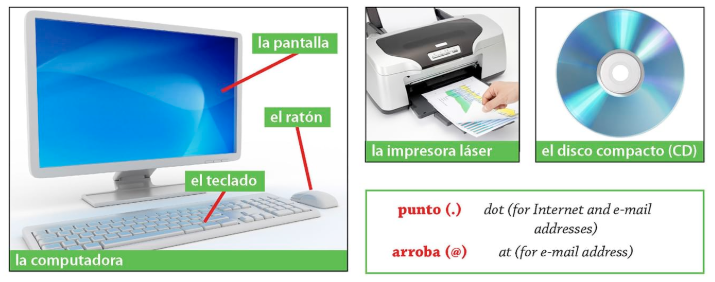 la pantalla
el ratón
el teclado
la computadora
la impresora láser
el disco compacto (CD)
punto (.) dot (for Internet and e-mail
addresses)
arroba (@) at (for e-mail address)